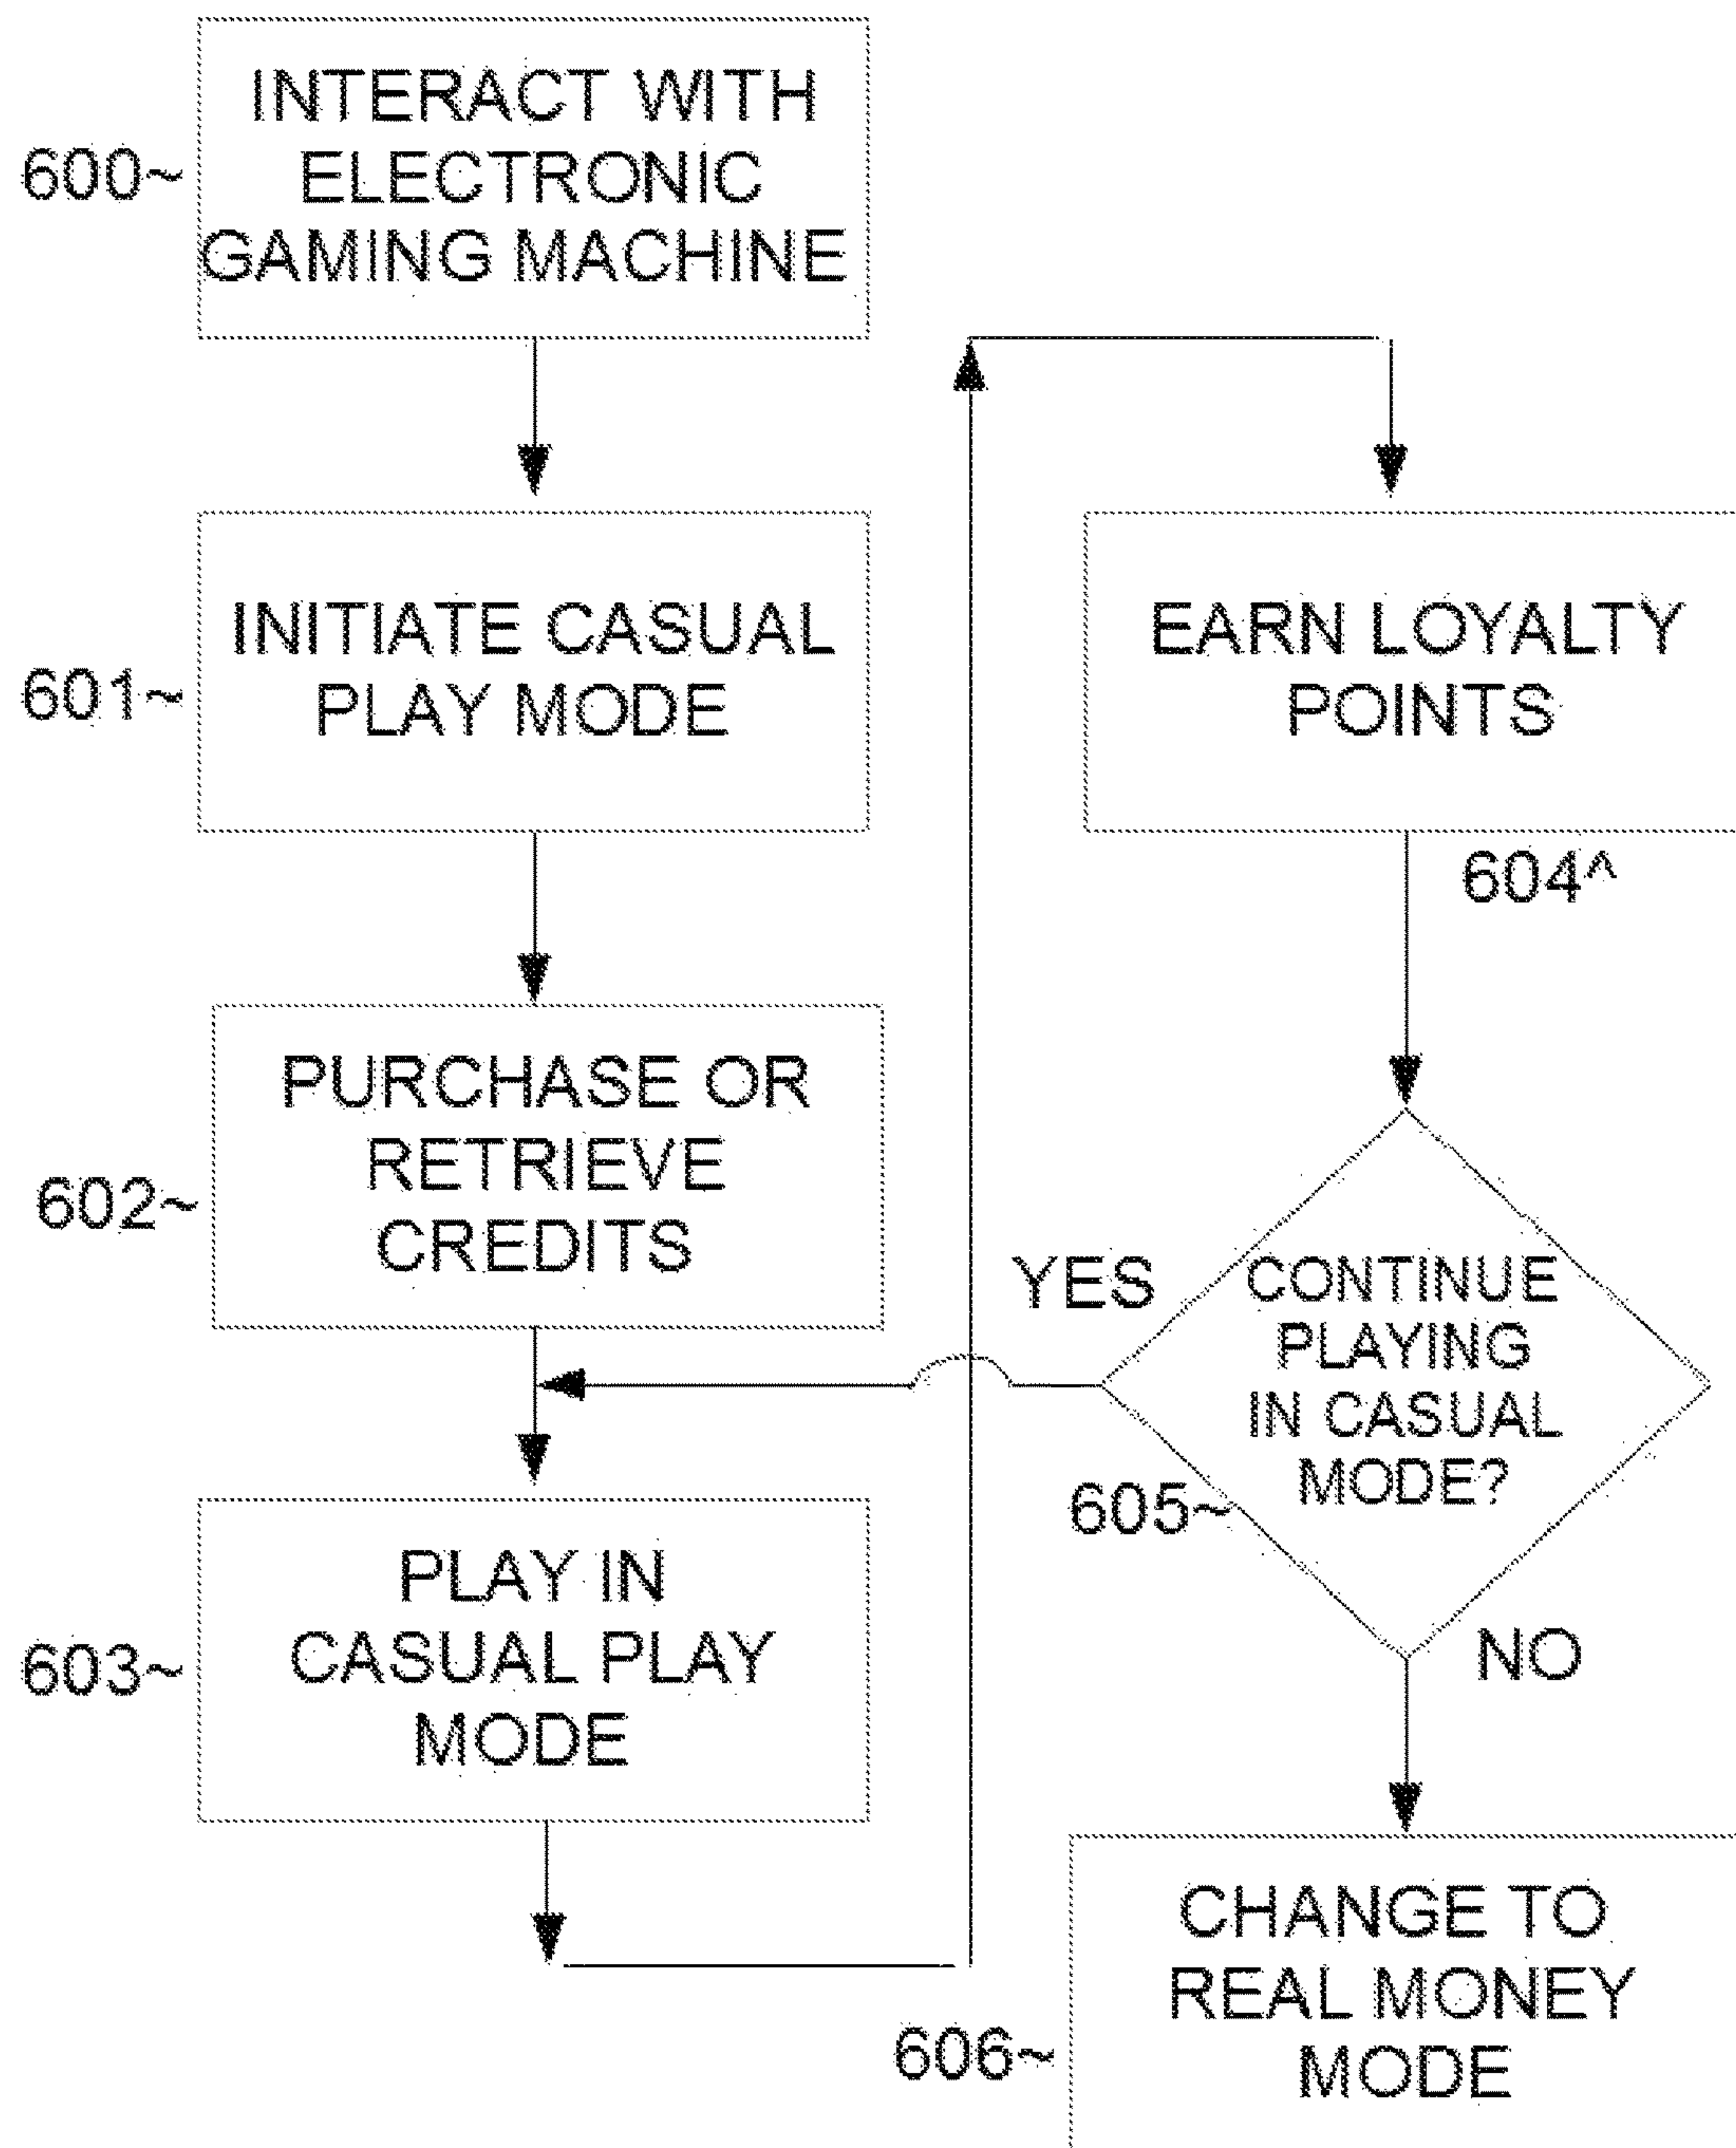 INTERACT WITH
ELECTRONIC
GAMING MACHINE
600~
INITIATE CASUAL
PLAY MODE
601~
PURCHASE OR
RETRIEVE
CREDITS
602~
PLAY IN
CASUAL PLAY
MODE
603~
EARN LOYALTY
POINTS
604^
YES
CONTINUE
PLAYING
IN CASUAL
MODE?
605~
NO
CHANGE TO
REAL MONEY
MODE
606~